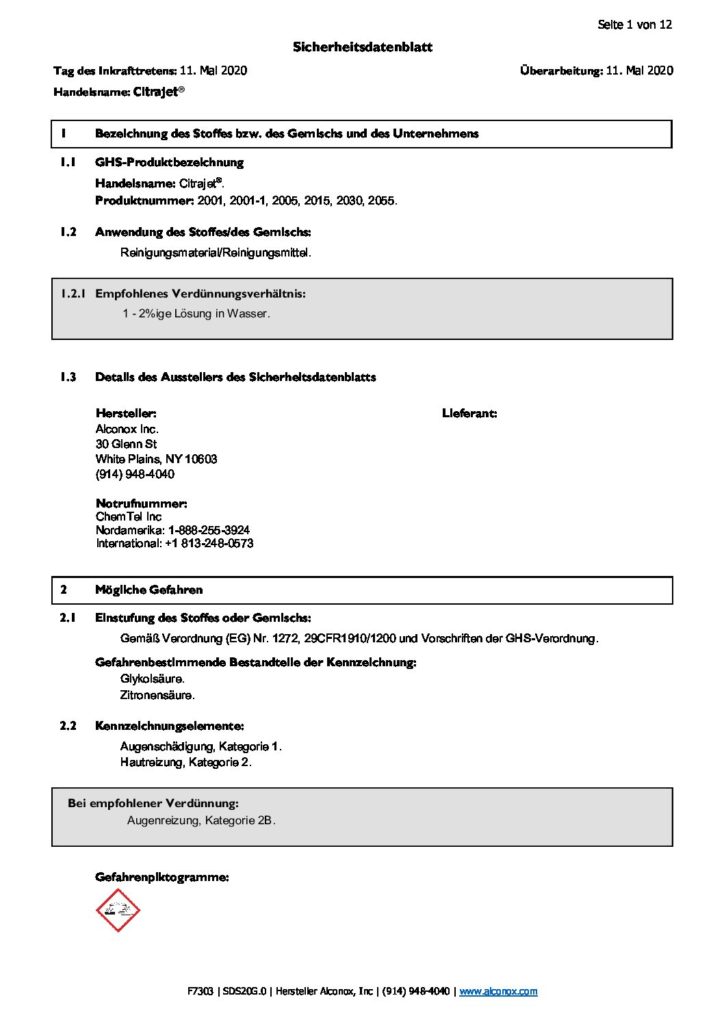 Seite 1 von 12
Sicherheitsdatenblatt
Tag des Inkrafttretens: 11. Mai 2020 Überarbeitung: 11. Mai 2020
Handelsname: Citrajet®
1 Bezeichnung des Stoffes bzw. des Gemischs und des Unternehmens
1.1 GHS-Produktbezeichnung
Handelsname: Citrajet®.
Produktnummer: 2001, 2001-1, 2005, 2015, 2030, 2055.
1.2 Anwendung des Stoffes/des Gemischs:
Reinigungsmaterial/Reinigungsmittel.
1.2.1 Empfohlenes Verdünnungsverhältnis:
1 - 2%ige Lösung in Wasser.
1.3 Details des Ausstellers des Sicherheitsdatenblatts
Hersteller: Lieferant:
Alconox Inc.
30 Glenn St
White Plains, NY 10603
(914) 948-4040
Notrufnummer:
ChemTel Inc
Nordamerika: 1-888-255-3924
International: +1 813-248-0573
2 Mögliche Gefahren
2.1 Einstufung des Stoffes oder Gemischs:
Gemäß Verordnung (EG) Nr. 1272, 29CFR1910/1200 und Vorschriften der GHS-Verordnung.
Gefahrenbestimmende Bestandteile der Kennzeichnung:
Glykolsäure.
Zitronensäure.
2.2 Kennzeichnungselemente:
Augenschädigung, Kategorie 1.
Hautreizung, Kategorie 2.
Bei empfohlener Verdünnung:
Augenreizung, Kategorie 2B.
Gefahrenpiktogramme:
F7303 | SDS20G.0 | Hersteller Alconox, Inc | (914) 948-4040 | www.alconox.com